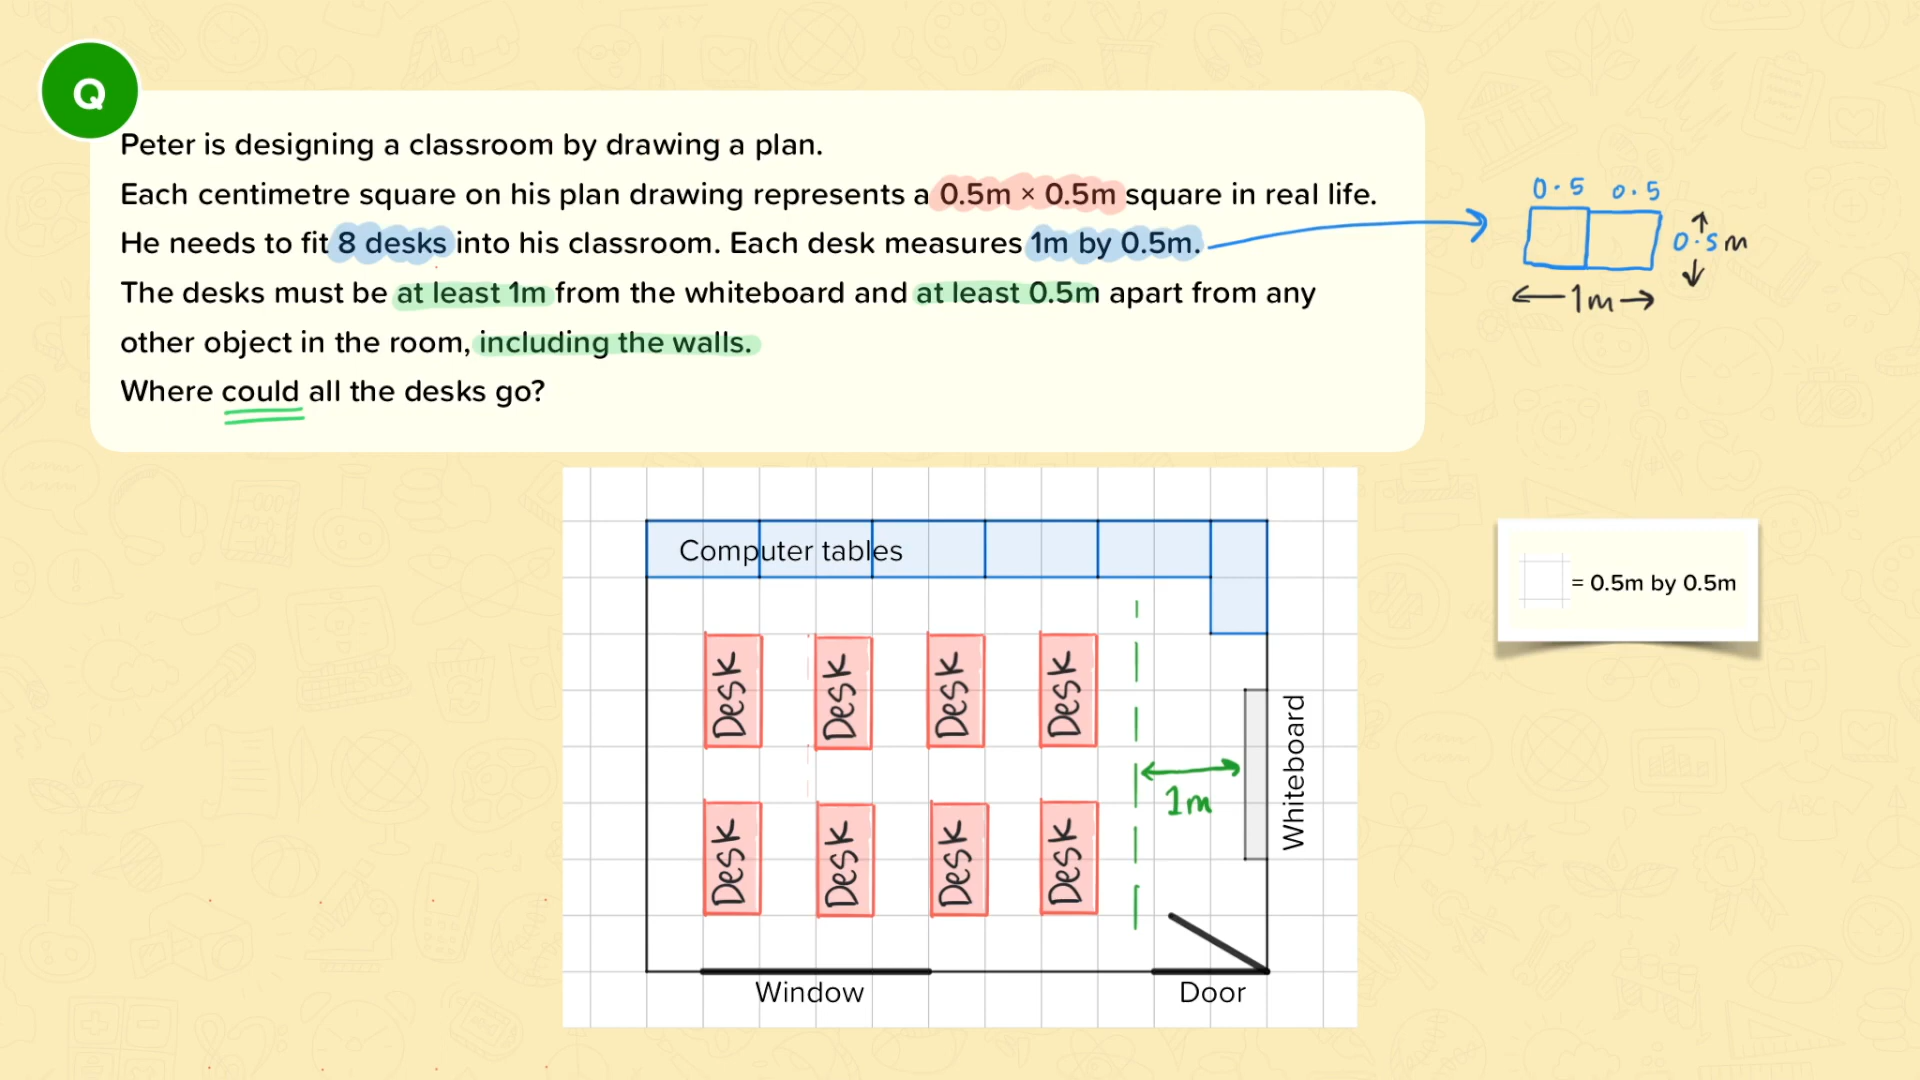 Q
Peter is designing a classroom by drawing a plan.
Each centimetre square on his plan drawing represents a 0.5m × 0.5m square in real life.
He needs to fit 8 desks into his classroom. Each desk measures 1m by 0.5m.
The desks must be at least 1m from the whiteboard and at least 0.5m apart from any
other object in the room, including the walls.
Where could all the desks go?
0.5 0.5
0.5m
1m
Computer tables
= 0.5m by 0.5m
Desk Desk Desk Desk
Whiteboard
1m
Desk Desk Desk Desk
Window
Door